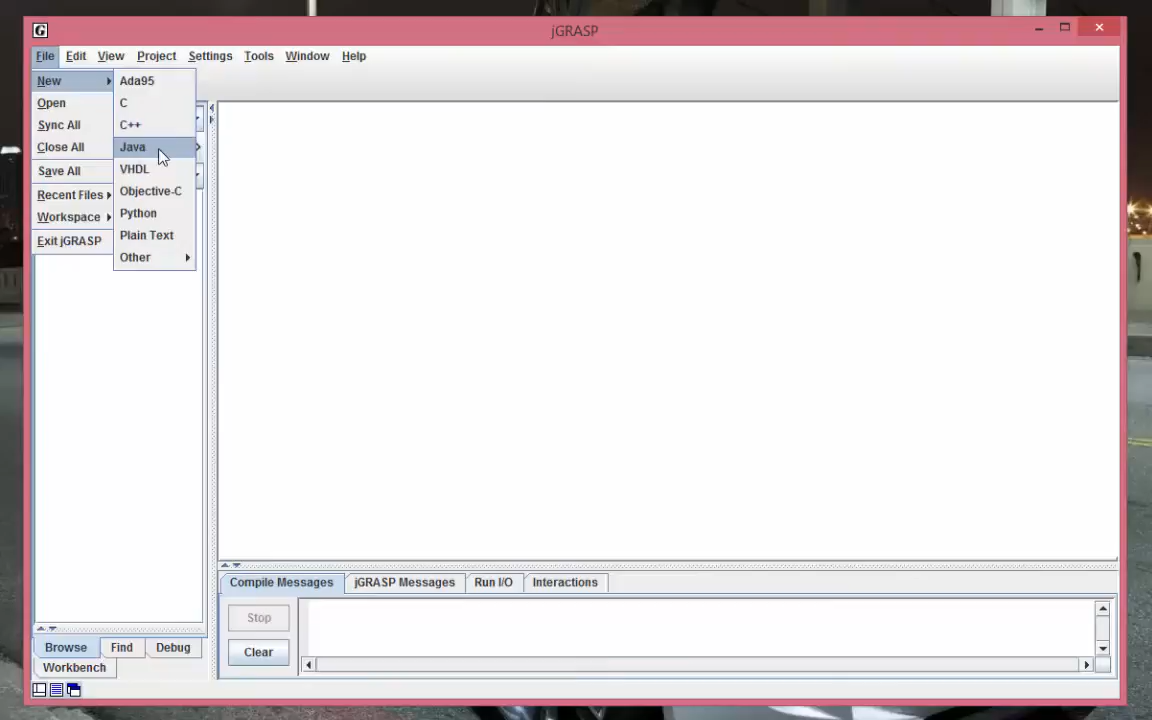 G
jGRASP
File Edit View Project Settings Tools Window Help
New
Open
Sync All
Close All
Save All
Recent Files
Workspace
Exit jGRASP
Ada95
C
C++
Java
VHDL
Objective-C
Python
Plain Text
Other
Compile Messages jGRASP Messages Run I/O Interactions
Stop
Clear
Browse Find Debug
Workbench